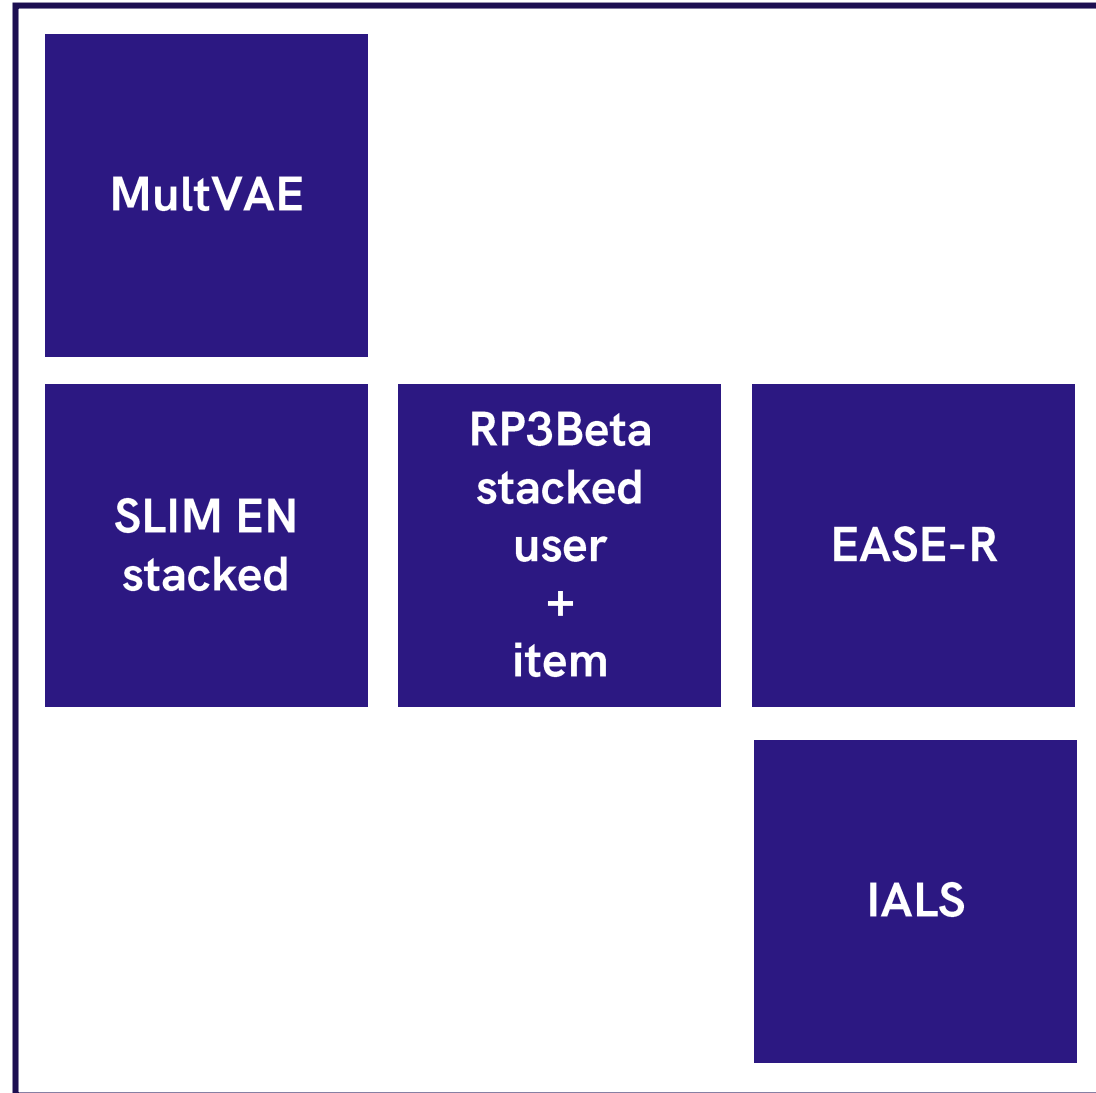 MultVAE
SLIM EN
stacked
RP3Beta
stacked
user
+
item
EASE-R
IALS